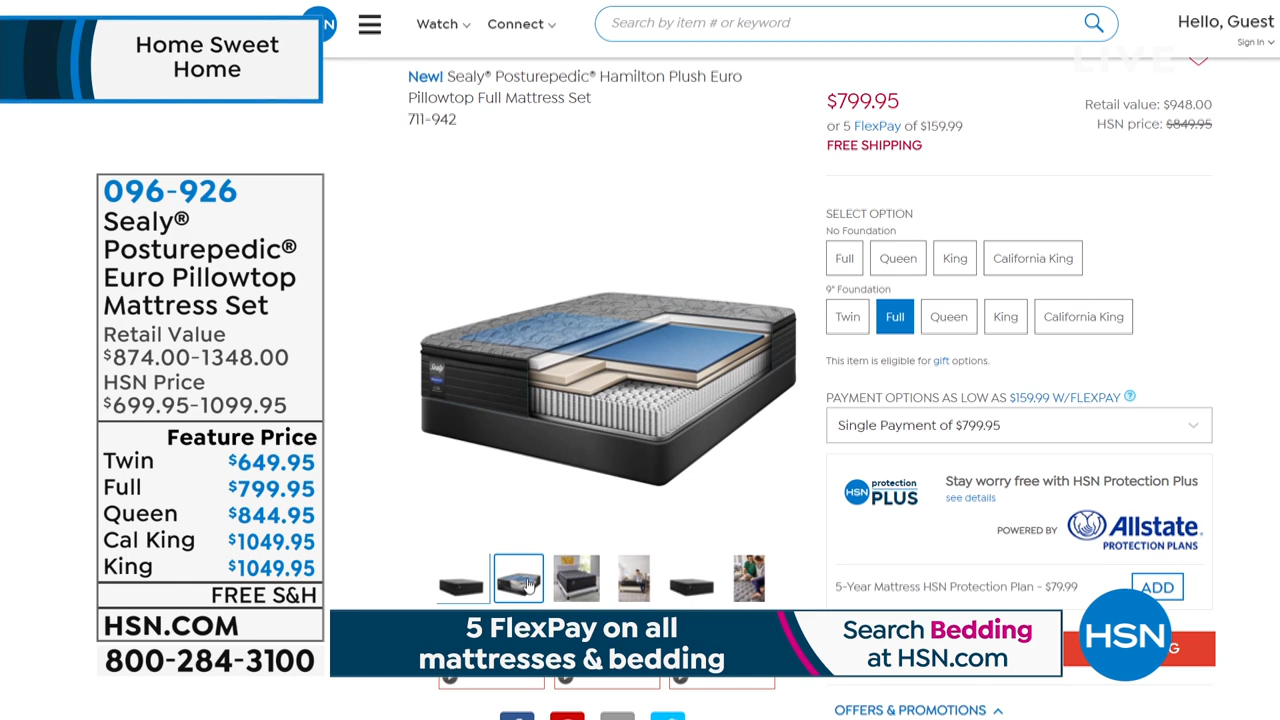 Home Sweet
Home
Watch
Connect
Search by item # or keyword
Hello, Guest
Sign In
LIVE
New! Sealy® Posturepedic® Hamilton Plush Euro
Pillowtop Full Mattress Set
711-942
$799.95
or 5 FlexPay of $159.99
FREE SHIPPING
Retail value: $948.00
HSN price: $849.95
096-926
Sealy®
Posturepedic®
Euro Pillowtop
Mattress Set
Retail Value
$874.00-1348.00
HSN Price
$699.95-1099.95
Feature Price
Twin $649.95
Full $799.95
Queen $844.95
Cal King $1049.95
King $1049.95
FREE S&H
HSN.COM
800-284-3100
Sealy
SELECT OPTION
No Foundation
Full Queen King California King
9" Foundation
Twin Full Queen King California King
This item is eligible for gift options.
PAYMENT OPTIONS AS LOW AS $159.99 W/FLEXPAY ?
Single Payment of $799.95
HSN protection PLUS
Stay worry free with HSN Protection Plus
see details
POWERED BY Allstate.
PROTECTION PLANS
5-Year Mattress HSN Protection Plan - $79.99 ADD
5 FlexPay on all
mattresses & bedding
Search Bedding
at HSN.com
HSN
OFFERS & PROMOTIONS